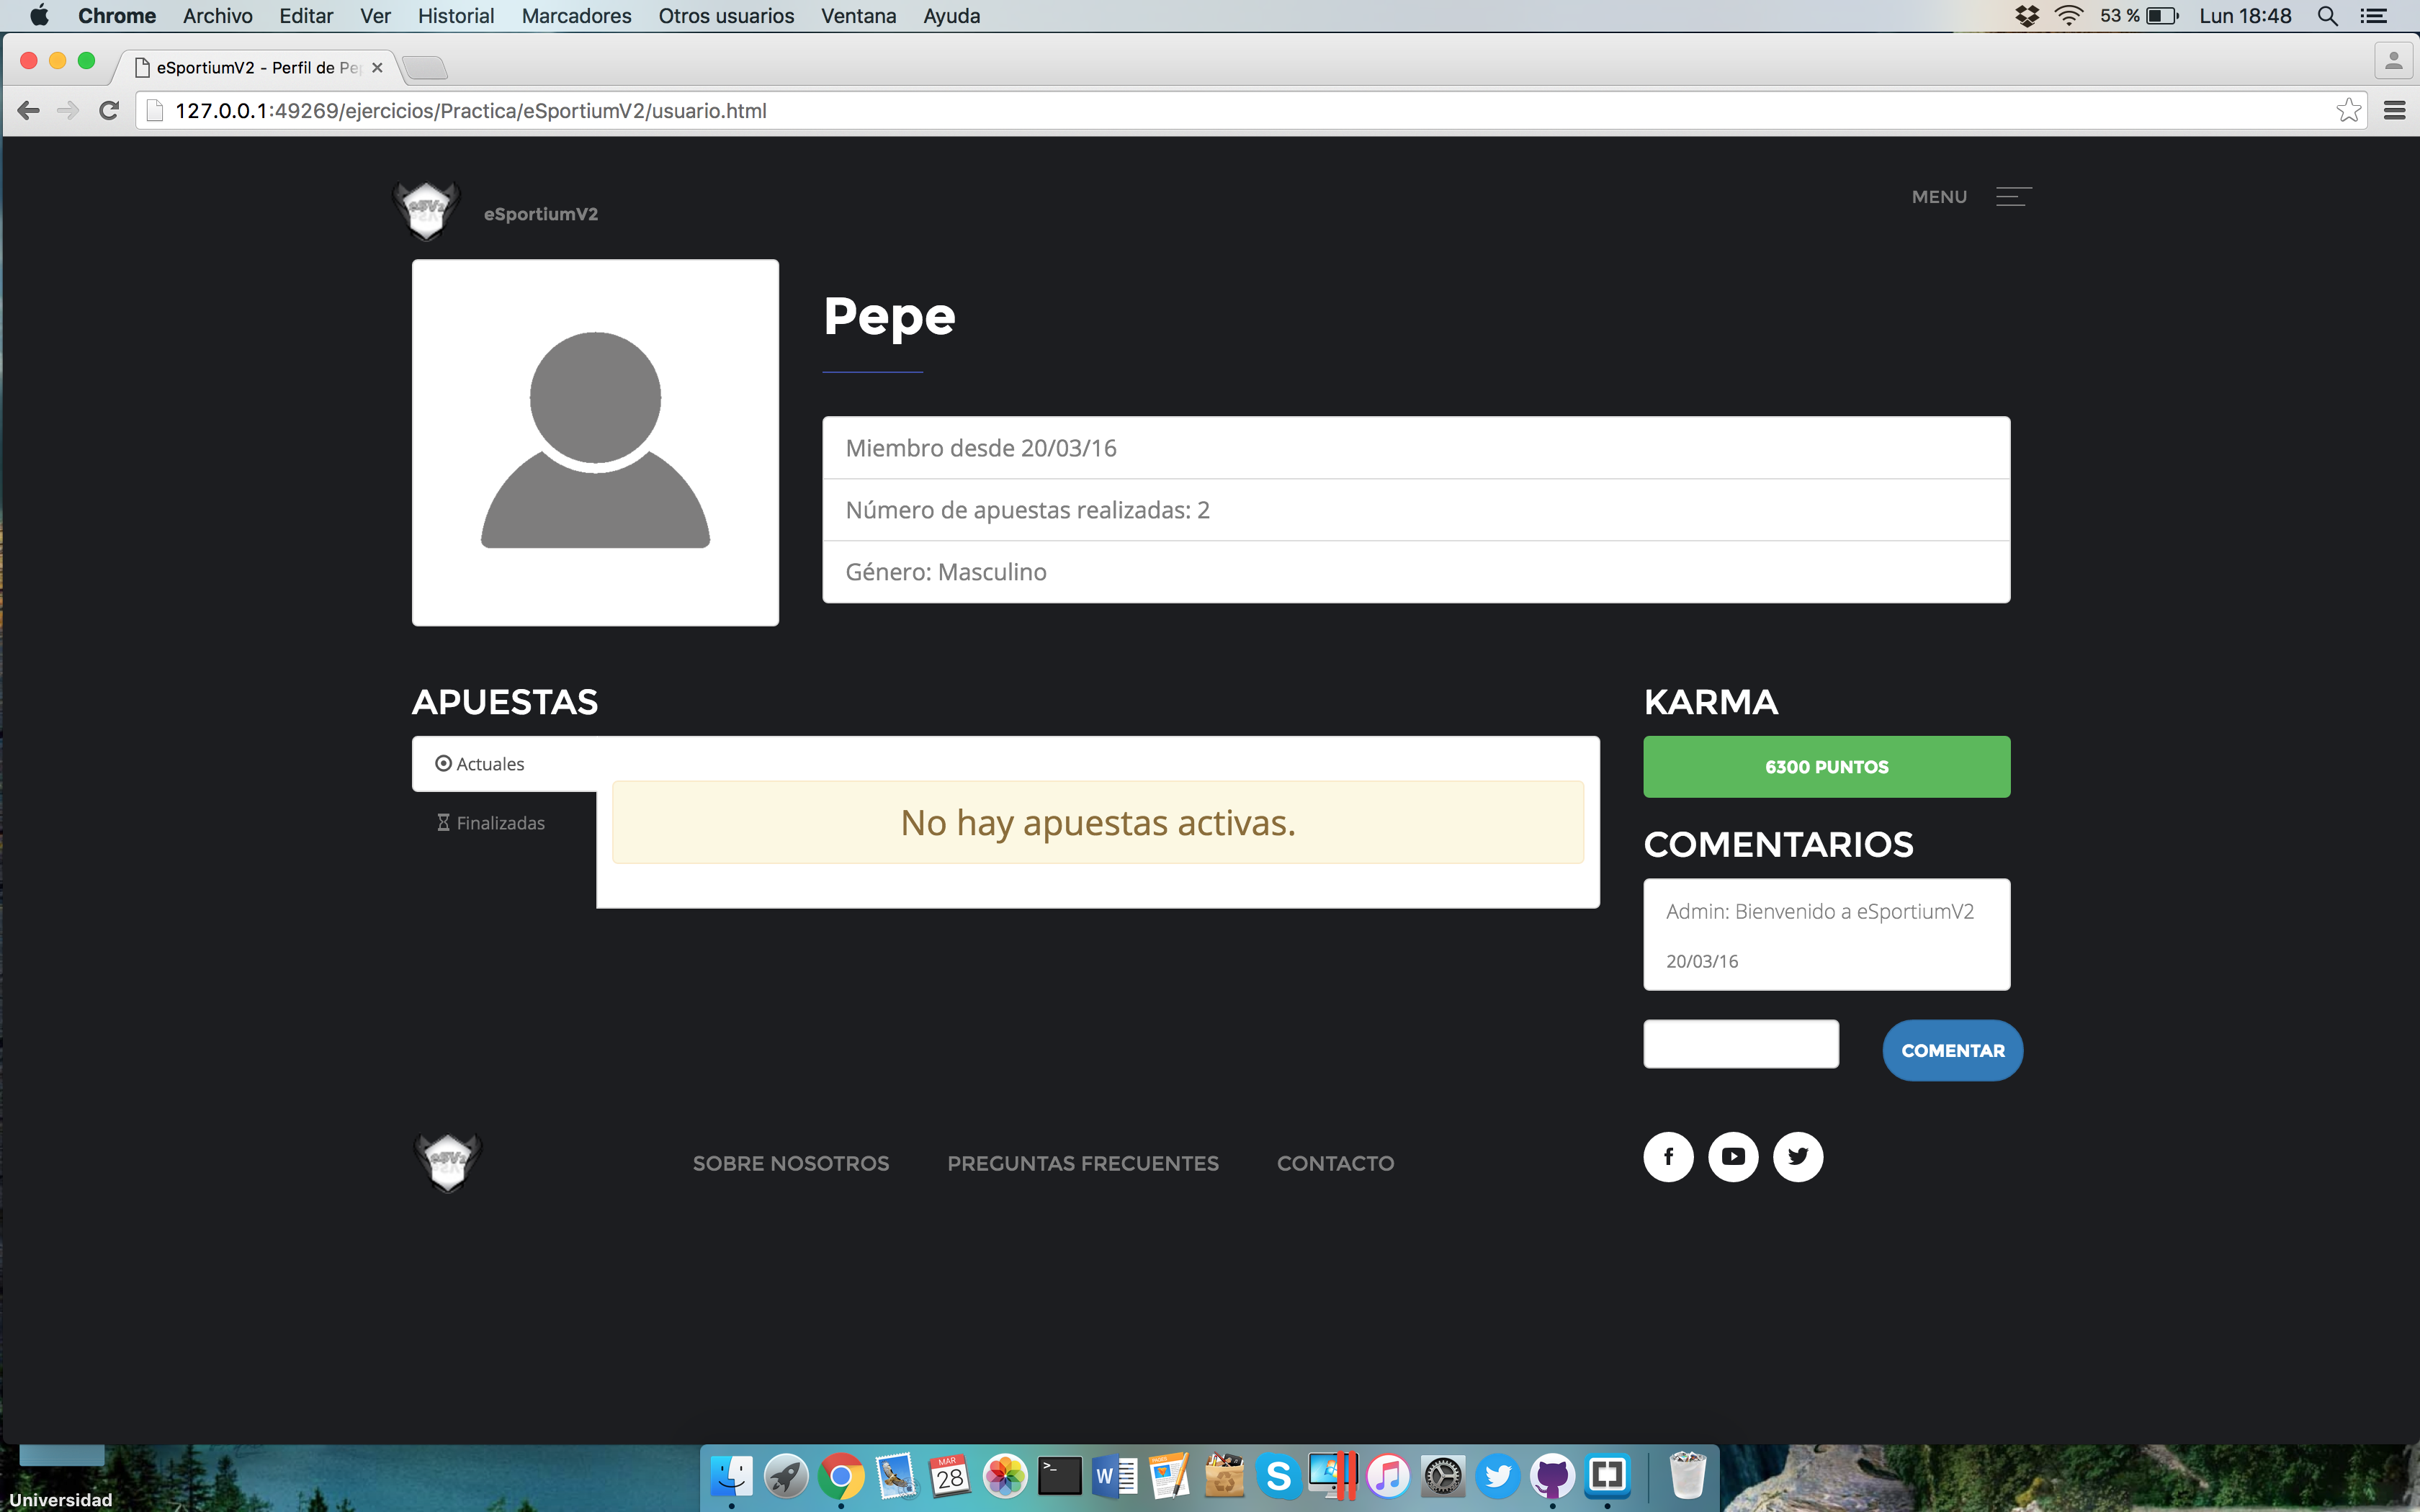 Chrome Archivo Editar Ver Historial Marcadores Otros usuarios Ventana Ayuda 53 % Lun 18:48
eSportiumV2 - Perfil de Pe
127.0.0.1:49269/ejercicios/Practica/eSportiumV2/usuario.html
eSV2 eSportiumV2 MENU
Pepe
Miembro desde 20/03/16
Número de apuestas realizadas: 2
Género: Masculino
APUESTAS
Actuales
Finalizadas
No hay apuestas activas.
KARMA
6300 PUNTOS
COMENTARIOS
Admin: Bienvenido a eSportiumV2
20/03/16
COMENTAR
eSV2 SOBRE NOSOTROS PREGUNTAS FRECUENTES CONTACTO
MAR
28
Universidad